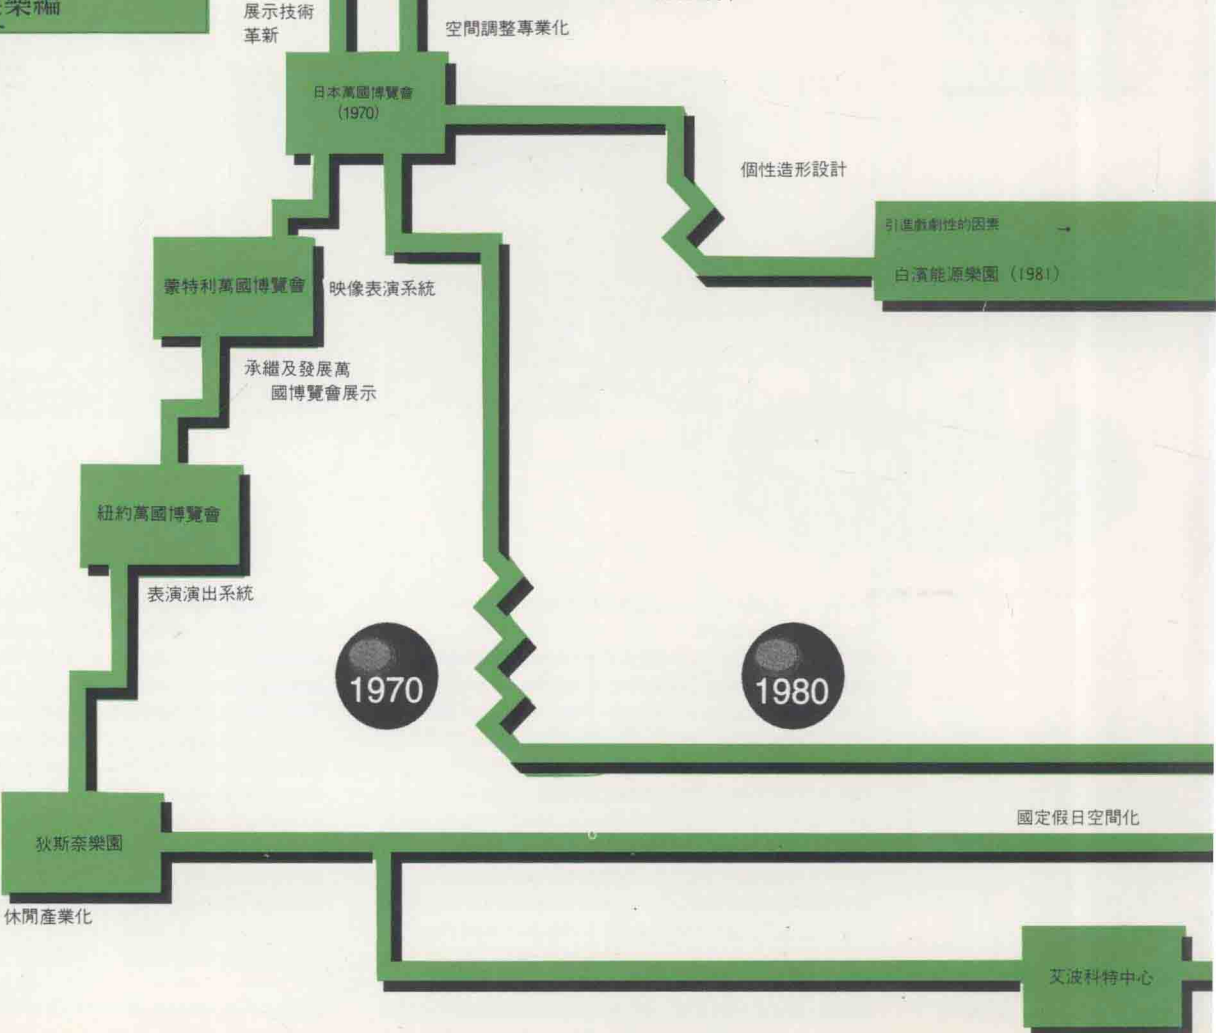 展示技術
革新
空間調整專業化
日本萬國博覽會
(1970)
個性造形設計
引進戲劇性的因素 →
白濱能源樂園 (1981)
蒙特利萬國博覽會
映像表演系統
承繼及發展萬
國博覽會展示
紐約萬國博覽會
表演演出系統
1970
1980
國定假日空間化
狄斯奈樂園
休閒產業化
艾波科特中心